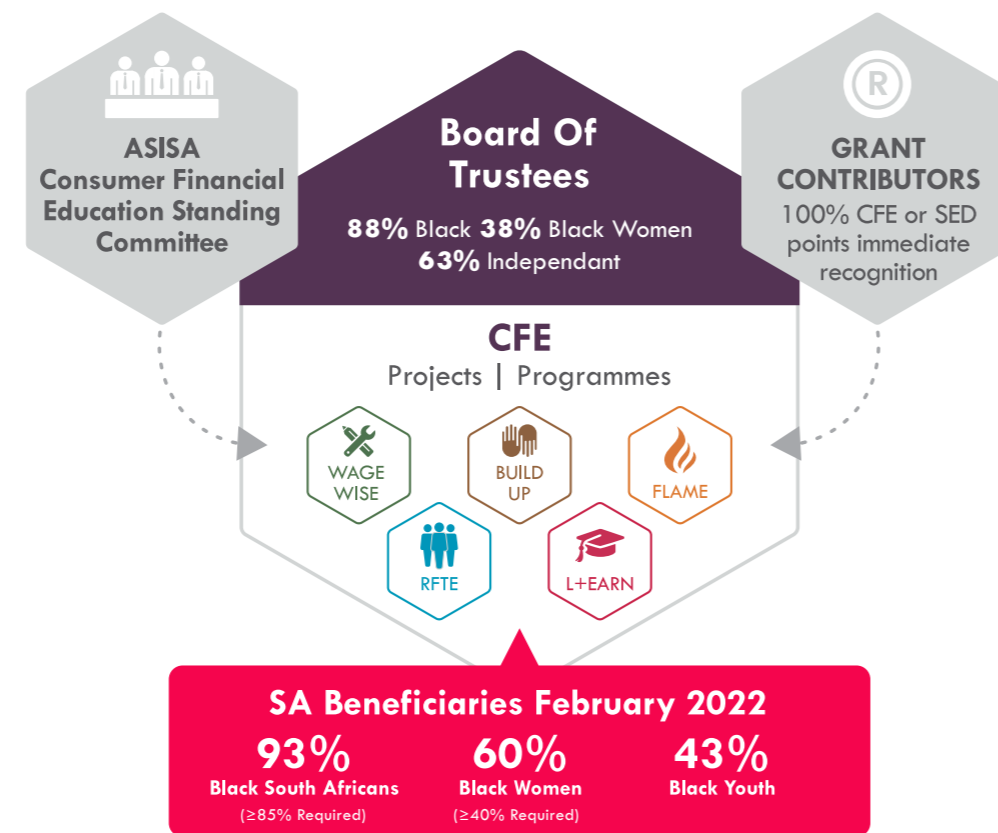 ASISA
Consumer Financial
Education Standing
Committee
Board Of
Trustees
88% Black 38% Black Women
63% Independant
R
GRANT
CONTRIBUTORS
100% CFE or SED
points immediate
recognition
CFE
Projects | Programmes
WAGE
WISE
BUILD
UP
FLAME
RFTE
L+EARN
SA Beneficiaries February 2022
93%
Black South Africans
(≥85% Required)
60%
Black Women
(≥40% Required)
43%
Black Youth